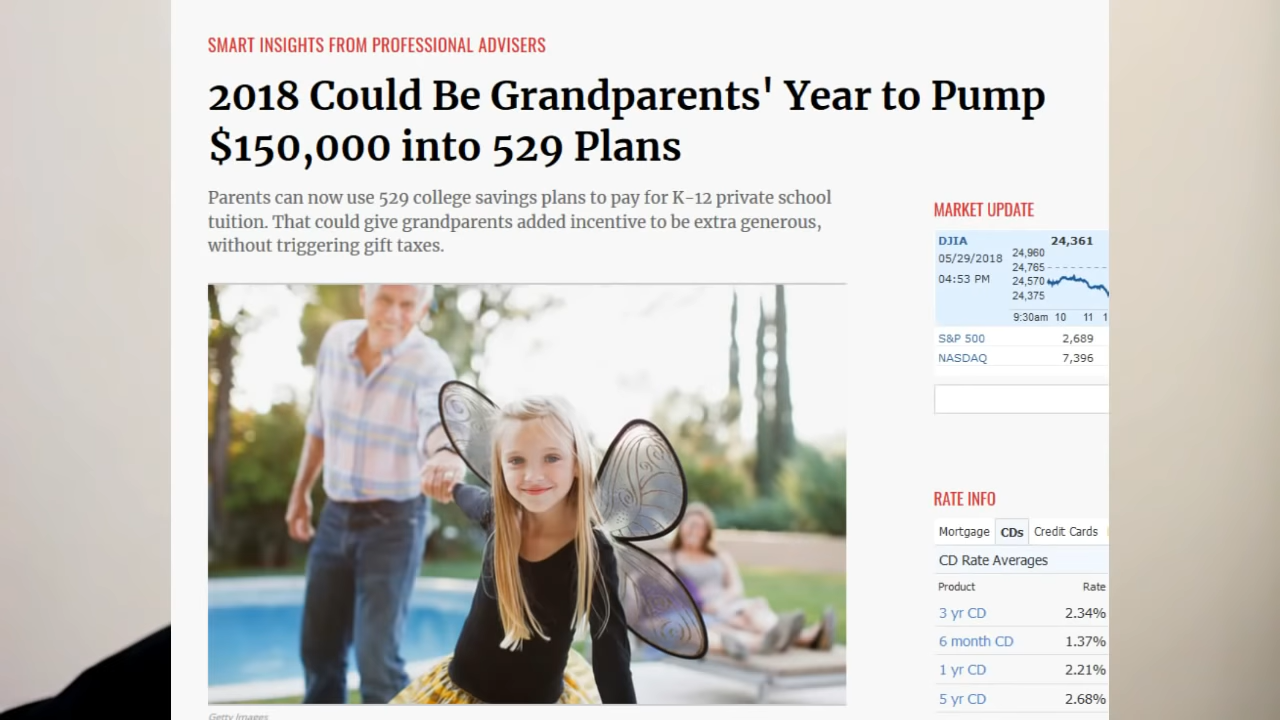 SMART INSIGHTS FROM PROFESSIONAL ADVISERS
2018 Could Be Grandparents' Year to Pump
$150,000 into 529 Plans
Parents can now use 529 college savings plans to pay for K-12 private school
tuition. That could give grandparents added incentive to be extra generous,
without triggering gift taxes.
Getty Images
MARKET UPDATE
DJIA 24,361
05/29/2018
04:53 PM
24,960
24,765
24,570
24,375
9:30am 10 11 1
S&P 500 2,689
NASDAQ 7,396
RATE INFO
Mortgage CDs Credit Cards
CD Rate Averages
Product Rate
3 yr CD 2.34%
6 month CD 1.37%
1 yr CD 2.21%
5 yr CD 2.68%